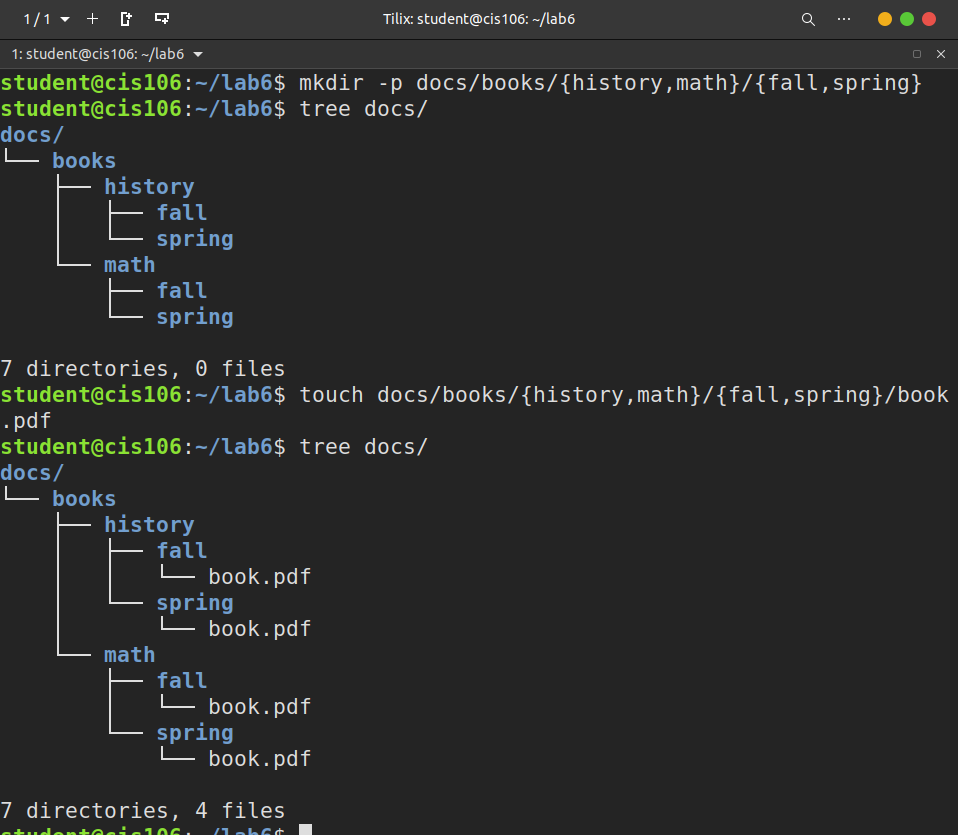 1 / 1
Tilix: student@cis106: ~/lab6
1: student@cis106: ~/lab6
student@cis106:~/lab6$ mkdir -p docs/books/{history,math}/{fall,spring}
student@cis106:~/lab6$ tree docs/
docs/
└── books
    ├── history
    │   ├── fall
    │   └── spring
    └── math
        ├── fall
        └── spring
7 directories, 0 files
student@cis106:~/lab6$ touch docs/books/{history,math}/{fall,spring}/book
.pdf
student@cis106:~/lab6$ tree docs/
docs/
└── books
    ├── history
    │   ├── fall
    │   │   └── book.pdf
    │   └── spring
    │       └── book.pdf
    └── math
        ├── fall
        │   └── book.pdf
        └── spring
            └── book.pdf
7 directories, 4 files
student@cis106:~/lab6$